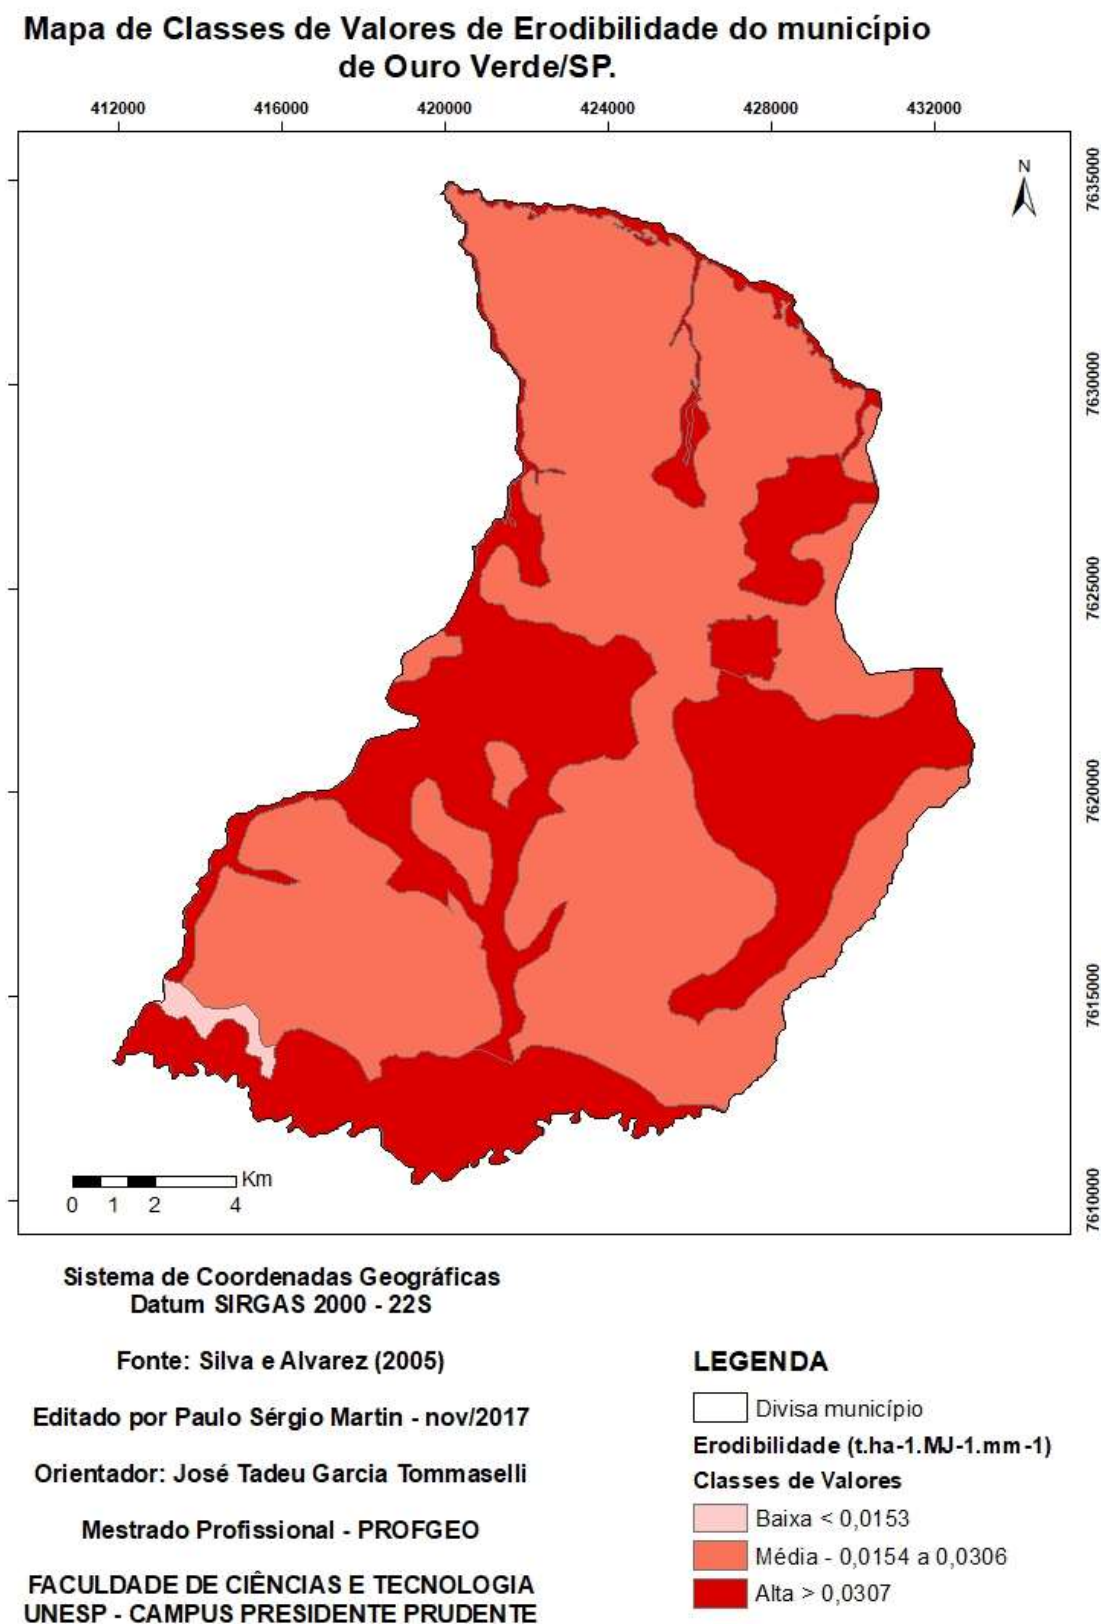 Mapa de Classes de Valores de Erodibilidade do município
de Ouro Verde/SP.
412000 416000 420000 424000 428000 432000
N
7635000
7630000
7625000
7620000
7615000
7610000
Km
0 1 2 4
Sistema de Coordenadas Geográficas
Datum SIRGAS 2000 - 22S
Fonte: Silva e Alvarez (2005)
Editado por Paulo Sérgio Martin - nov/2017
Orientador: José Tadeu Garcia Tommaselli
Mestrado Profissional - PROFGEO
FACULDADE DE CIÊNCIAS E TECNOLOGIA
UNESP - CAMPUS PRESIDENTE PRUDENTE
LEGENDA
Divisa município
Erodibilidade (t.ha-1.MJ-1.mm-1)
Classes de Valores
Baixa < 0,0153
Média - 0,0154 a 0,0306
Alta > 0,0307